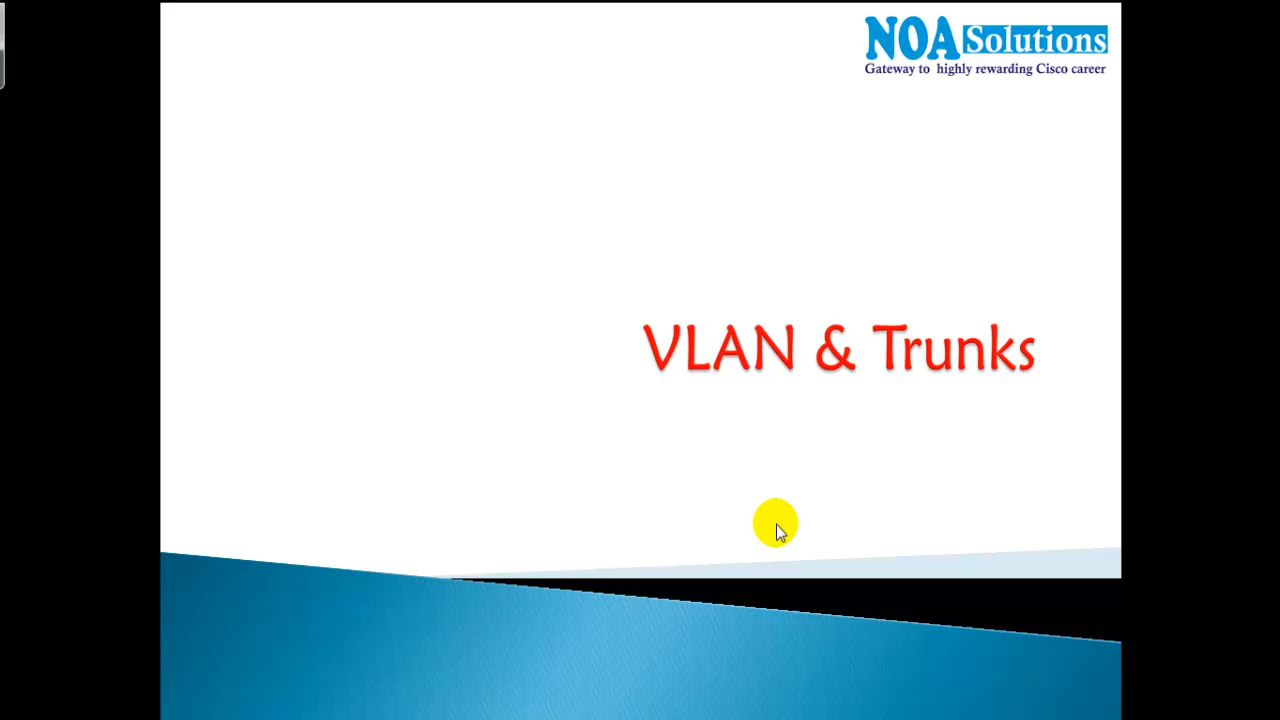 NOA Solutions
Gateway to highly rewarding Cisco career
VLAN & Trunks